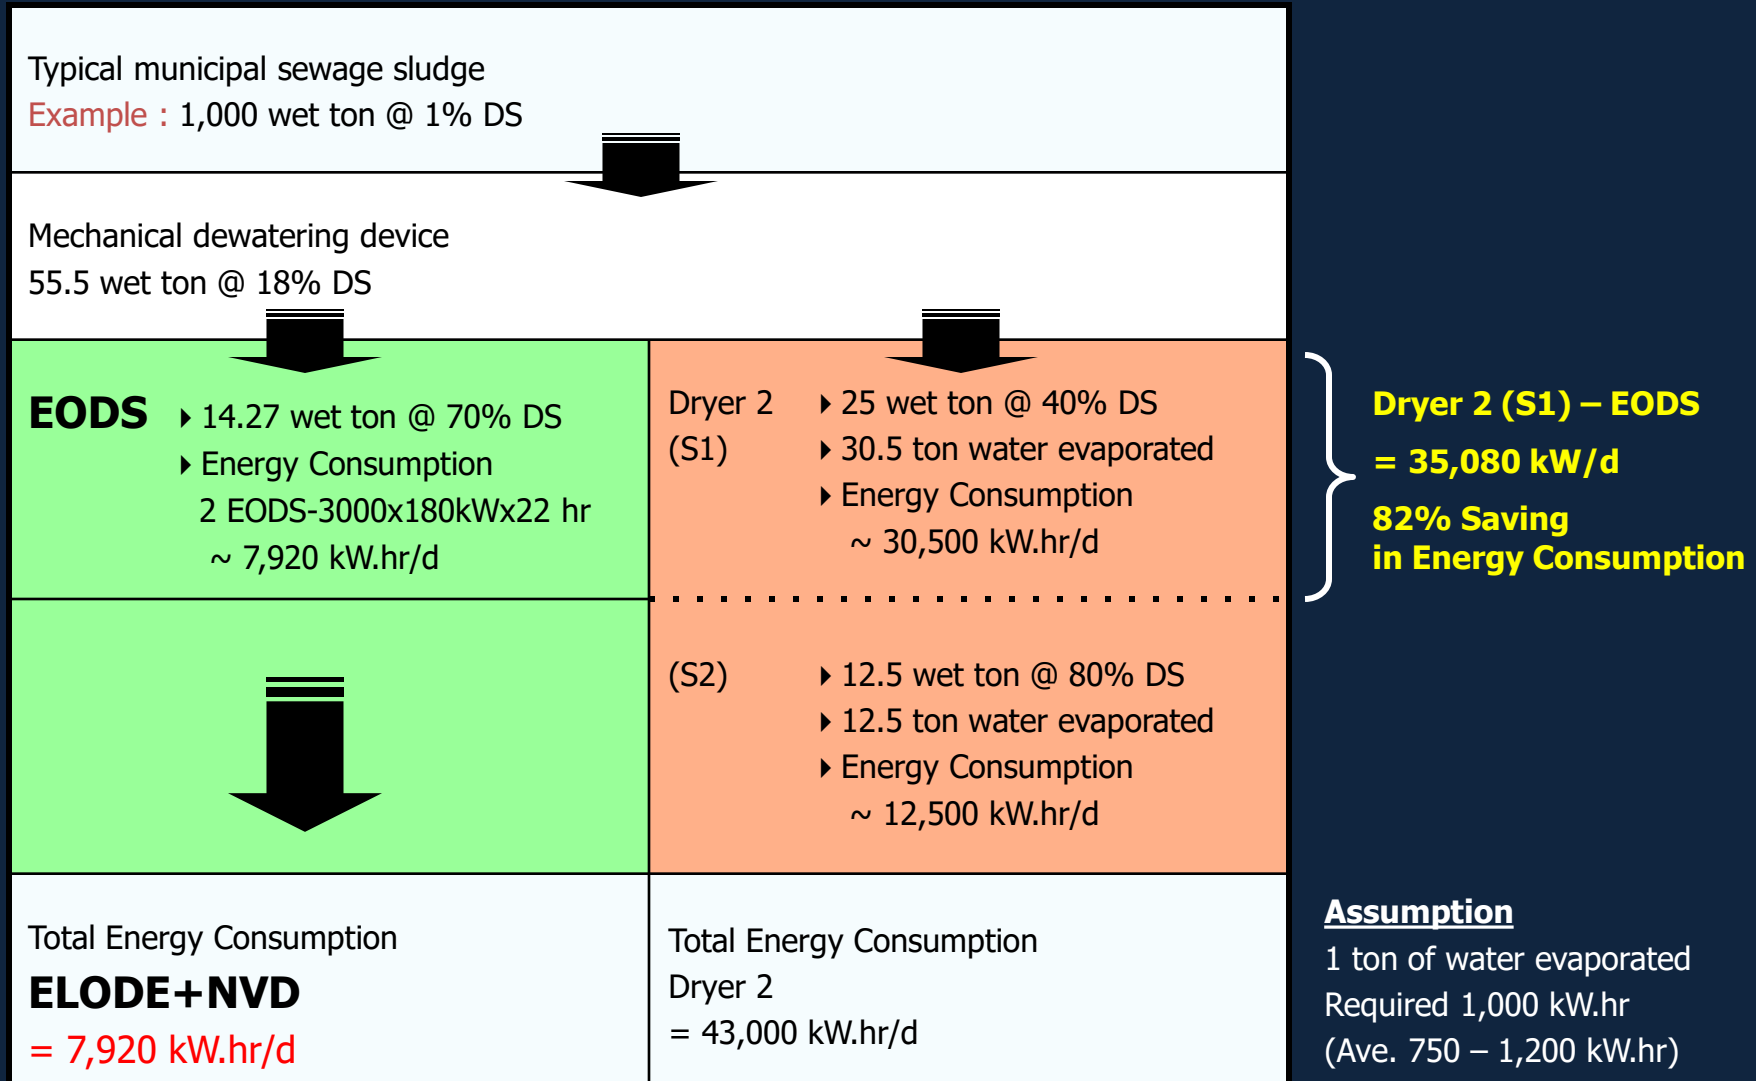 Typical municipal sewage sludge
Example : 1,000 wet ton @ 1% DS
Mechanical dewatering device
55.5 wet ton @ 18% DS
EODS
14.27 wet ton @ 70% DS
Energy Consumption
2 EODS-3000x180kWx22 hr
~ 7,920 kW.hr/d
Dryer 2
(S1)
25 wet ton @ 40% DS
30.5 ton water evaporated
Energy Consumption
~ 30,500 kW.hr/d
Dryer 2 (S1) – EODS
= 35,080 kW/d
82% Saving
in Energy Consumption
(S2)
12.5 wet ton @ 80% DS
12.5 ton water evaporated
Energy Consumption
~ 12,500 kW.hr/d
Total Energy Consumption
ELODE+NVD
= 7,920 kW.hr/d
Total Energy Consumption
Dryer 2
= 43,000 kW.hr/d
Assumption
1 ton of water evaporated
Required 1,000 kW.hr
(Ave. 750 – 1,200 kW.hr)